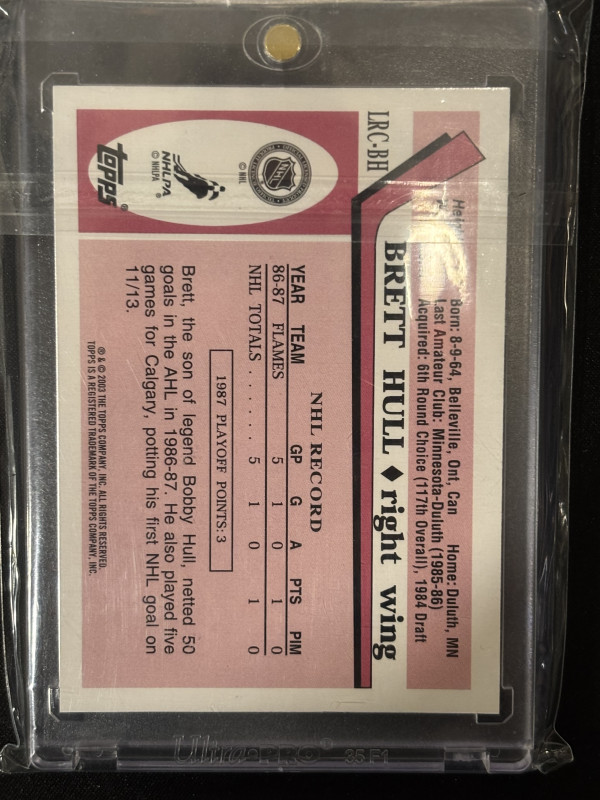 LRC-BH
Born: 8-9-64, Belleville, Ont, Can Home: Duluth, MN
Last Amateur Club: Minnesota-Duluth (1985-86)
Acquired: 6th Round Choice (117th Overall), 1984 Draft
BRETT HULL ♦ right wing
NHL
© NHL
NHLPA
© NHLPA
topps®
NHL RECORD
YEAR TEAM GP G A PTS PIM
86-87 FLAMES 5 1 0 1 0
NHL TOTALS . . . . . . 5 1 0 1 0
1987 PLAYOFF POINTS: 3
Brett, the son of legend Bobby Hull, netted 50
goals in the AHL in 1986-87. He also played five
games for Calgary, potting his first NHL goal on
11/13.
® & © 2003 THE TOPPS COMPANY, INC. ALL RIGHTS RESERVED.
TOPPS IS A REGISTERED TRADEMARK OF THE TOPPS COMPANY, INC.
Ultra PRO® 36F1